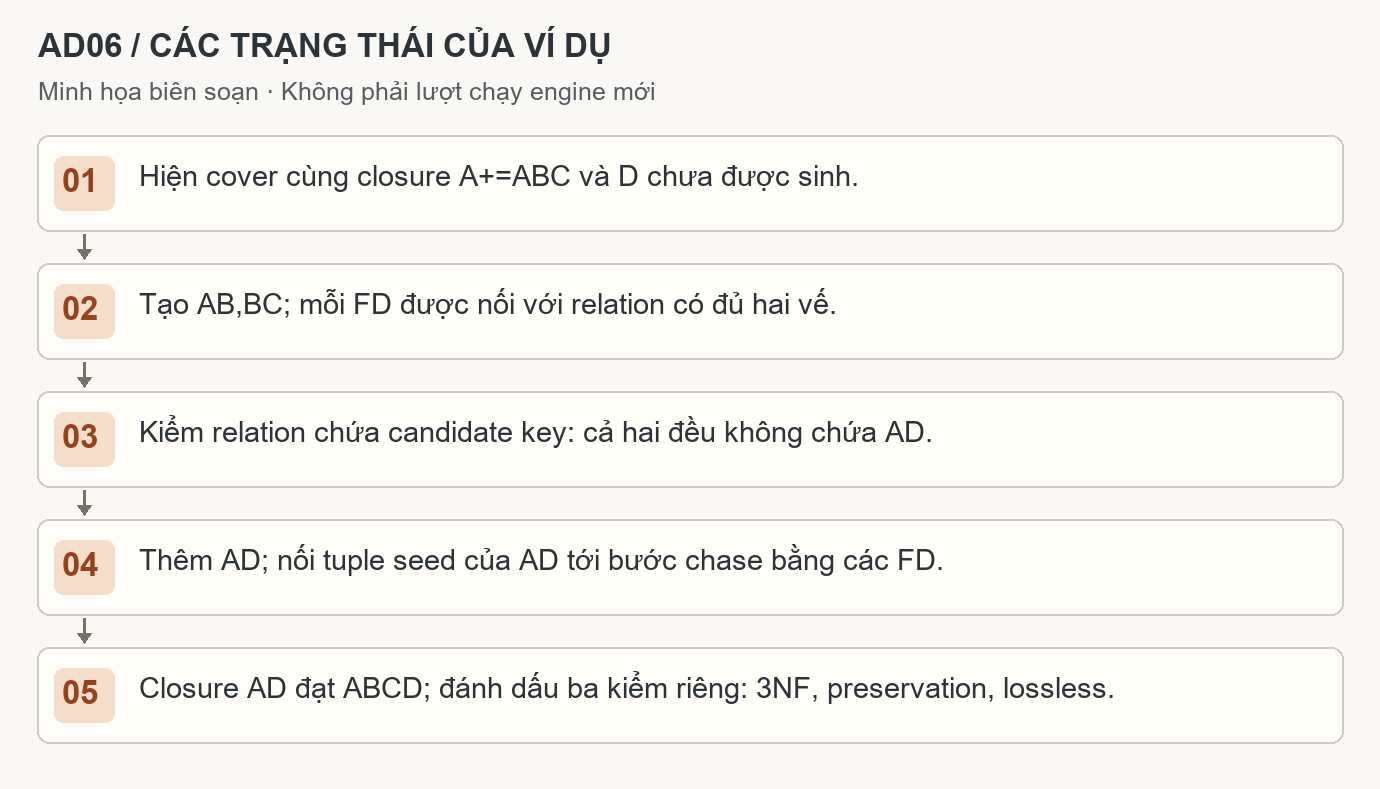 AD06 / CÁC TRẠNG THÁI CỦA VÍ DỤ
Minh họa biên soạn · Không phải lượt chạy engine mới
01 Hiện cover cùng closure A+=ABC và D chưa được sinh.
02 Tạo AB,BC; mỗi FD được nối với relation có đủ hai vế.
03 Kiểm relation chứa candidate key: cả hai đều không chứa AD.
04 Thêm AD; nối tuple seed của AD tới bước chase bằng các FD.
05 Closure AD đạt ABCD; đánh dấu ba kiểm riêng: 3NF, preservation, lossless.